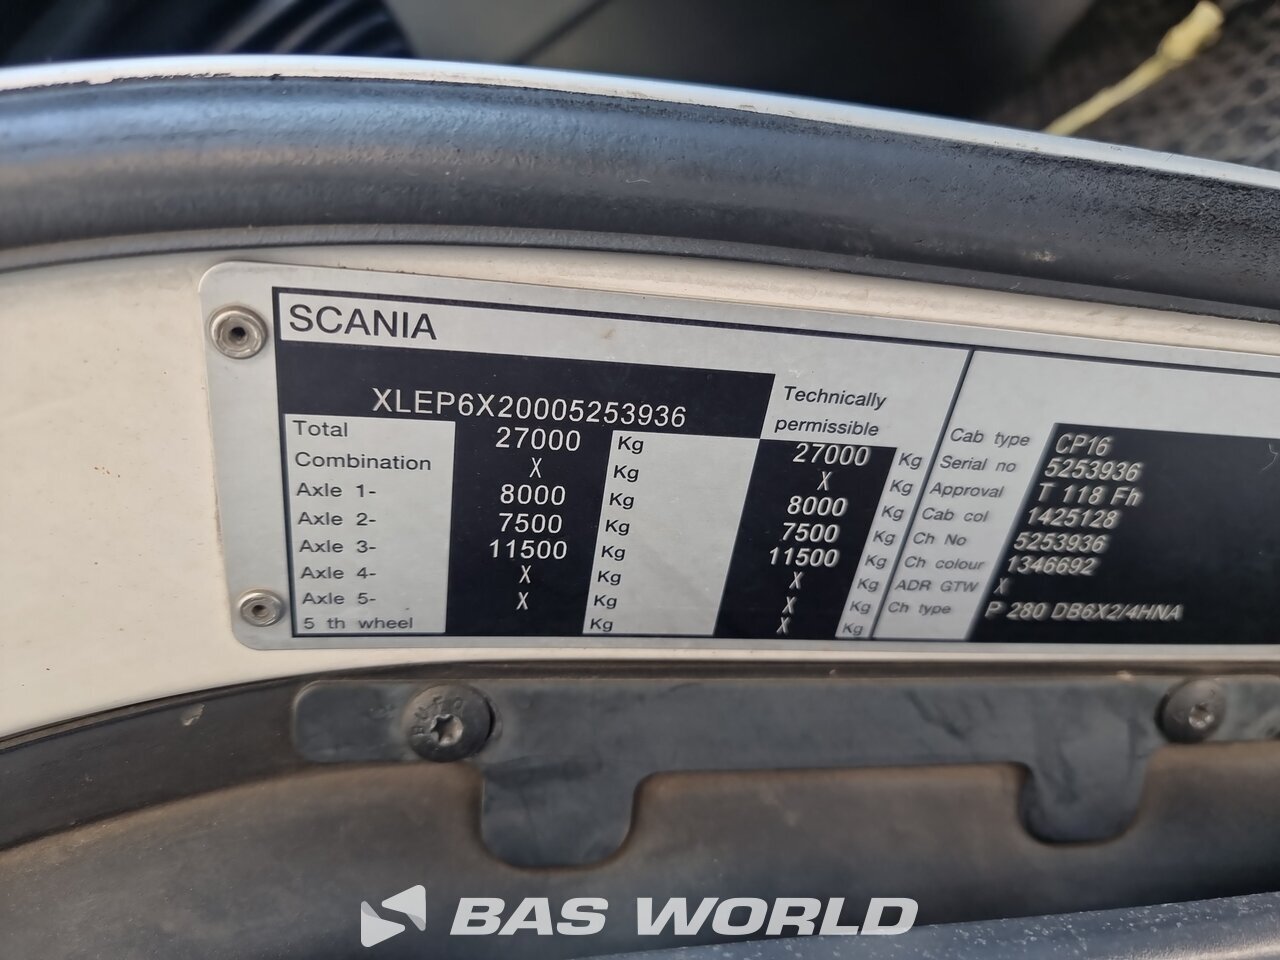 SCANIA
XLEP6X20005253936
Technically
permissible
Total 27000 Kg 27000 Kg
Combination X Kg X Kg
Axle 1- 8000 Kg 8000 Kg
Axle 2- 7500 Kg 7500 Kg
Axle 3- 11500 Kg 11500 Kg
Axle 4- X Kg X Kg
Axle 5- X Kg X Kg
5 th wheel Kg X Kg
Cab type CP16
Serial no 5253936
Approval T 118 Fh
Cab col 1425128
Ch No 5253936
Ch colour 1346692
ADR GTW X
Ch type P 280 DB6X2/4HNA
BAS WORLD